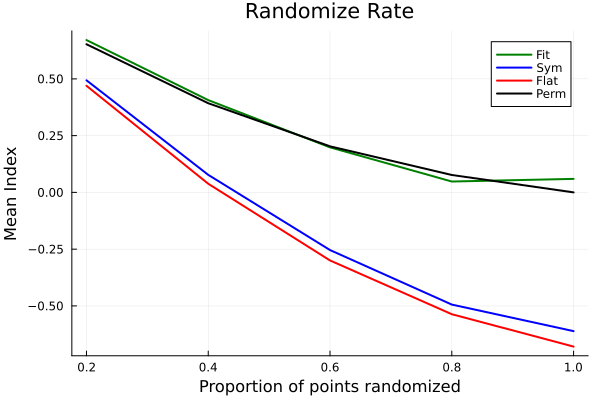 Randomize Rate
Fit
Sym
Flat
Perm
0.50
0.25
0.00
−0.25
−0.50
Mean Index
0.2 0.4 0.6 0.8 1.0
Proportion of points randomized